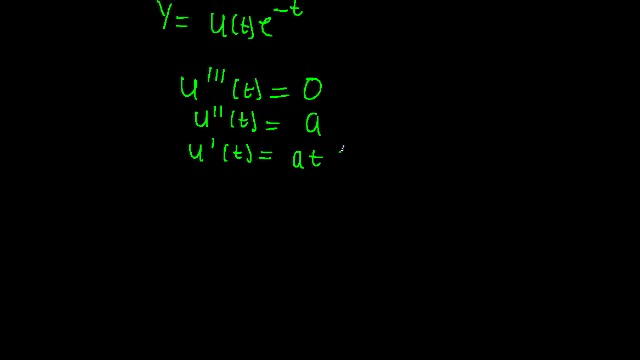 Y = u(t)e^{-t}
u'''(t) = 0
u''(t) = a
u'(t) = at